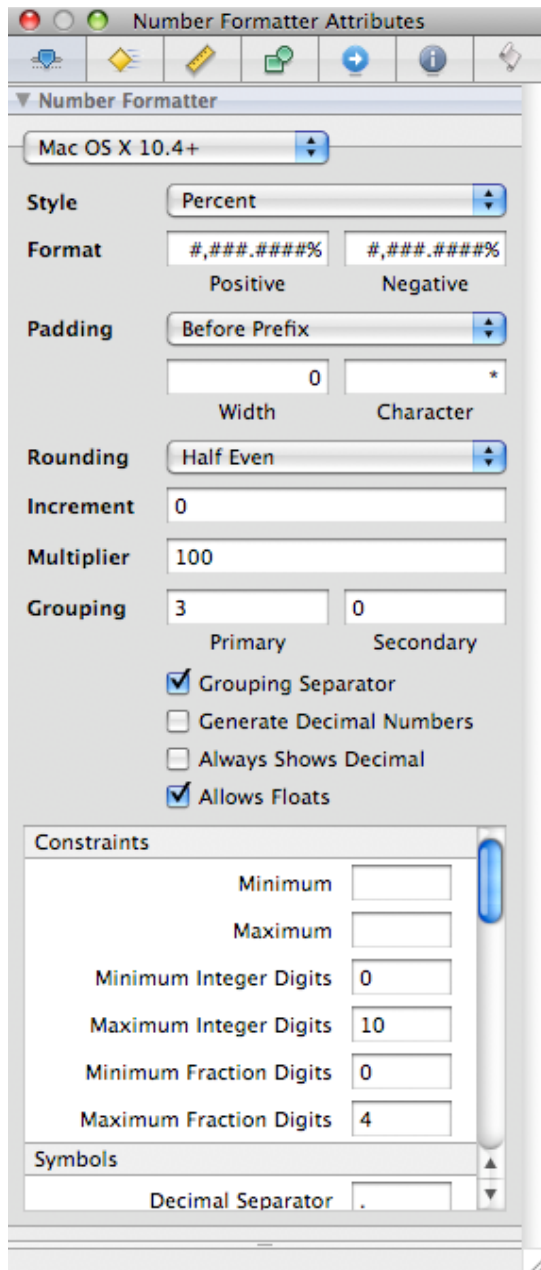 Number Formatter Attributes
Number Formatter
Mac OS X 10.4+
Style Percent
Format #,###.####% #,###.####%
Positive Negative
Padding Before Prefix
0 *
Width Character
Rounding Half Even
Increment 0
Multiplier 100
Grouping 3 0
Primary Secondary
Grouping Separator
Generate Decimal Numbers
Always Shows Decimal
Allows Floats
Constraints
Minimum
Maximum
Minimum Integer Digits 0
Maximum Integer Digits 10
Minimum Fraction Digits 0
Maximum Fraction Digits 4
Symbols
Decimal Separator .